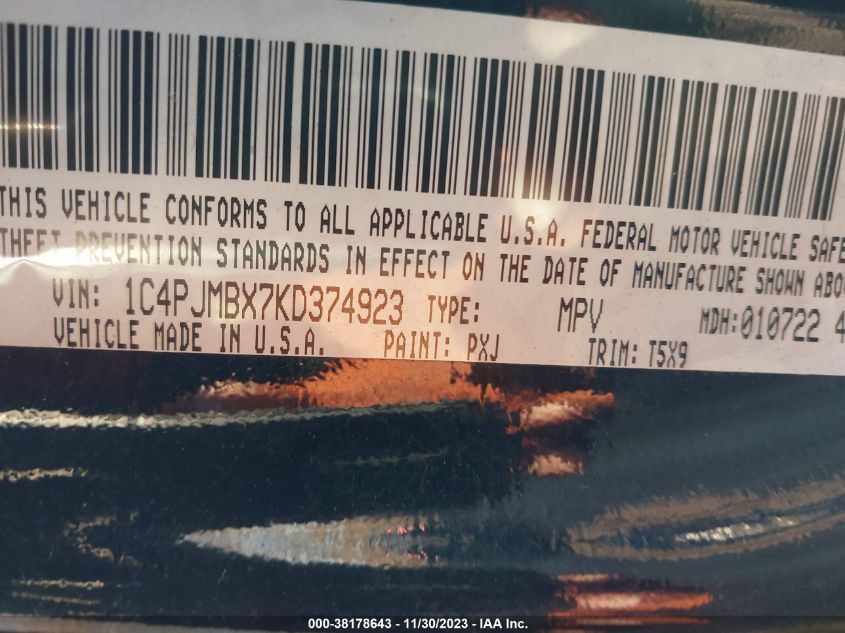 THIS VEHICLE CONFORMS TO ALL APPLICABLE U.S.A. FEDERAL MOTOR VEHICLE SAFE
THEFT PREVENTION STANDARDS IN EFFECT ON THE DATE OF MANUFACTURE SHOWN ABO
VIN: 1C4PJMBX7KD374923 TYPE: MPV MDH:010722 4
VEHICLE MADE IN U.S.A. PAINT: PXJ TRIM: T5X9
000-38178643 - 11/30/2023 - IAA Inc.